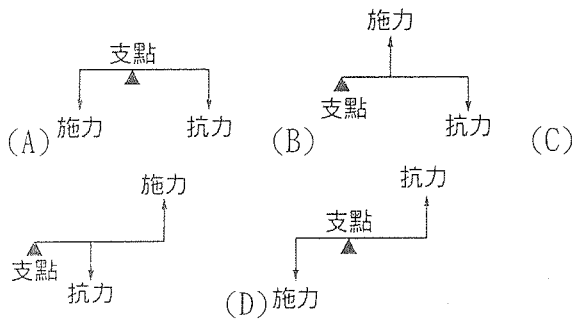 施力
支點
(A) 施力 抗力 (B) 支點 抗力 (C)
施力 抗力
支點
支點 抗力 (D) 施力